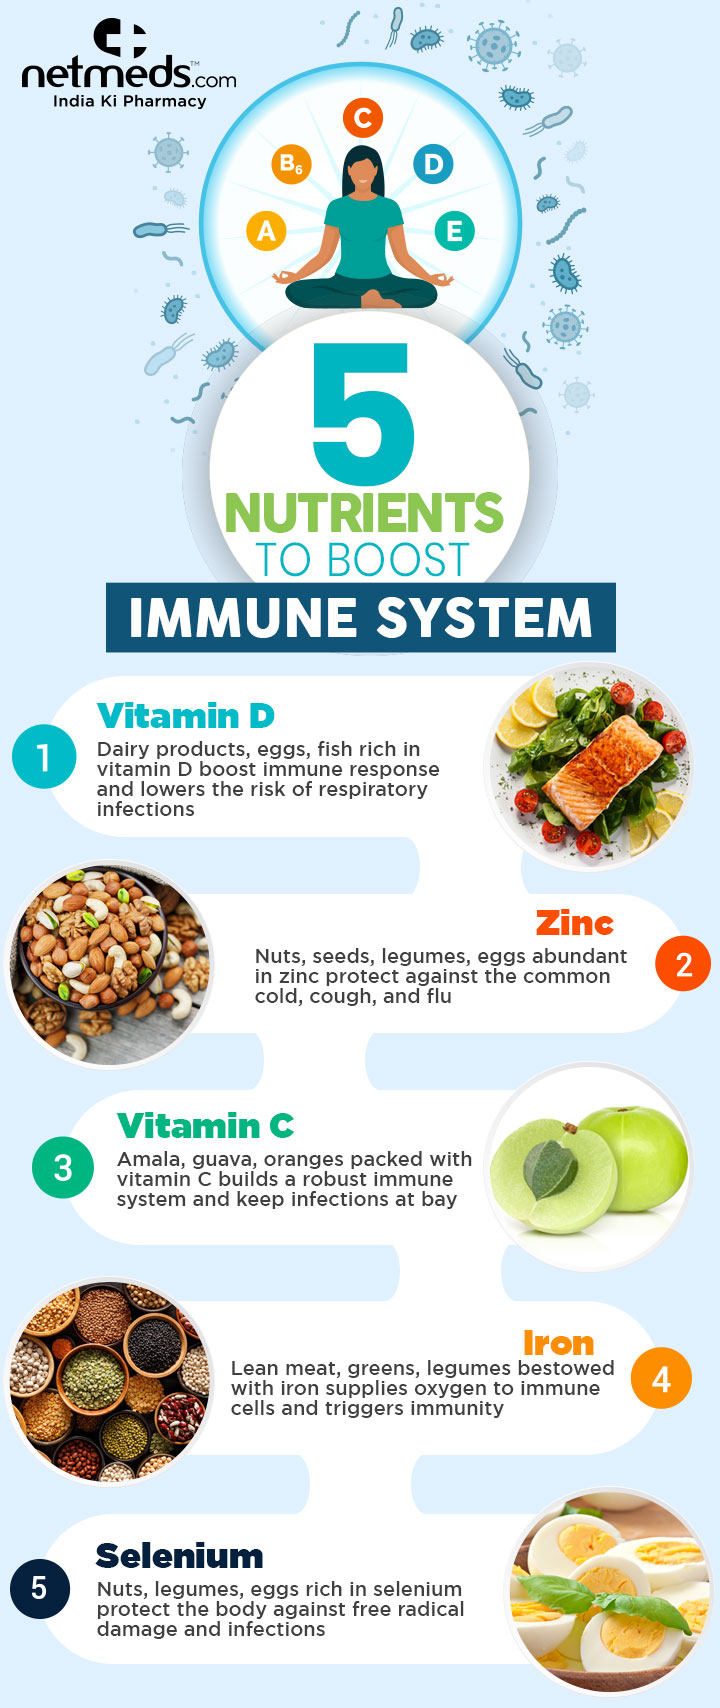 netmeds.com™
India Ki Pharmacy
C
B6
D
A
E
5
NUTRIENTS
TO BOOST
IMMUNE SYSTEM
1
Vitamin D
Dairy products, eggs, fish rich in
vitamin D boost immune response
and lowers the risk of respiratory
infections
Zinc
2
Nuts, seeds, legumes, eggs abundant
in zinc protect against the common
cold, cough, and flu
3
Vitamin C
Amala, guava, oranges packed with
vitamin C builds a robust immune
system and keep infections at bay
Iron
4
Lean meat, greens, legumes bestowed
with iron supplies oxygen to immune
cells and triggers immunity
5
Selenium
Nuts, legumes, eggs rich in selenium
protect the body against free radical
damage and infections